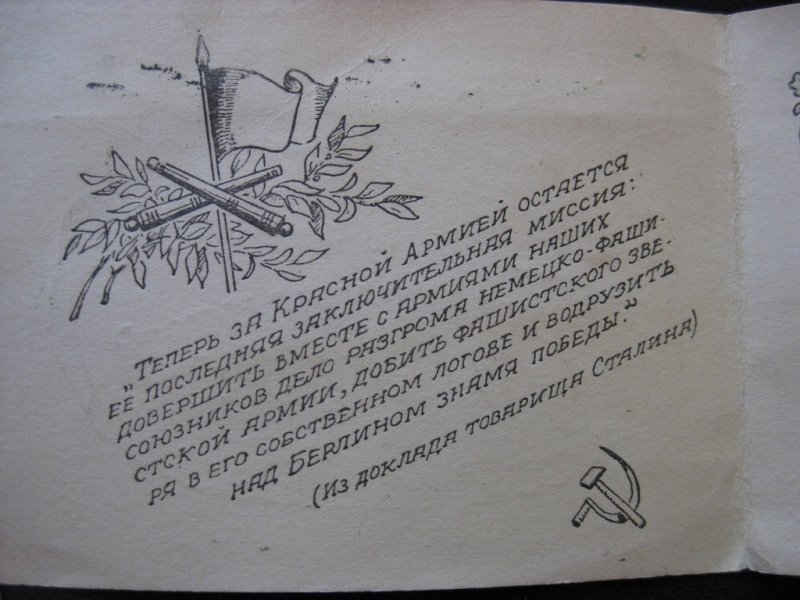 „Теперь за Красной Армией остается
её последняя заключительная миссия:
довершить вместе с армиями наших
союзников дело разгрома немецко-фаши-
стской армии, добить фашистского зве-
ря в его собственном логове и водрузить
над Берлином знамя победы."
(Из доклада товарища Сталина)